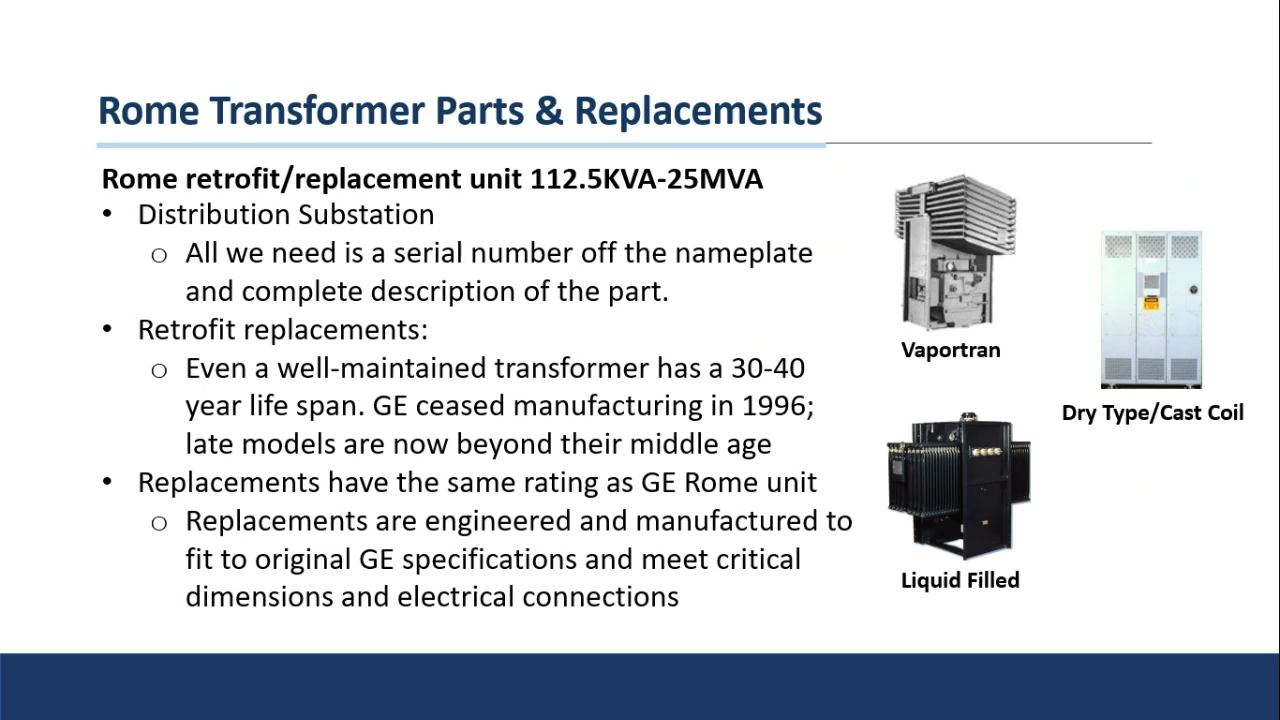 Rome Transformer Parts & Replacements
Rome retrofit/replacement unit 112.5KVA-25MVA
• Distribution Substation
o All we need is a serial number off the nameplate
and complete description of the part.
• Retrofit replacements:
o Even a well-maintained transformer has a 30-40
year life span. GE ceased manufacturing in 1996;
late models are now beyond their middle age
• Replacements have the same rating as GE Rome unit
o Replacements are engineered and manufactured to
fit to original GE specifications and meet critical
dimensions and electrical connections
Vaportran
Dry Type/Cast Coil
Liquid Filled